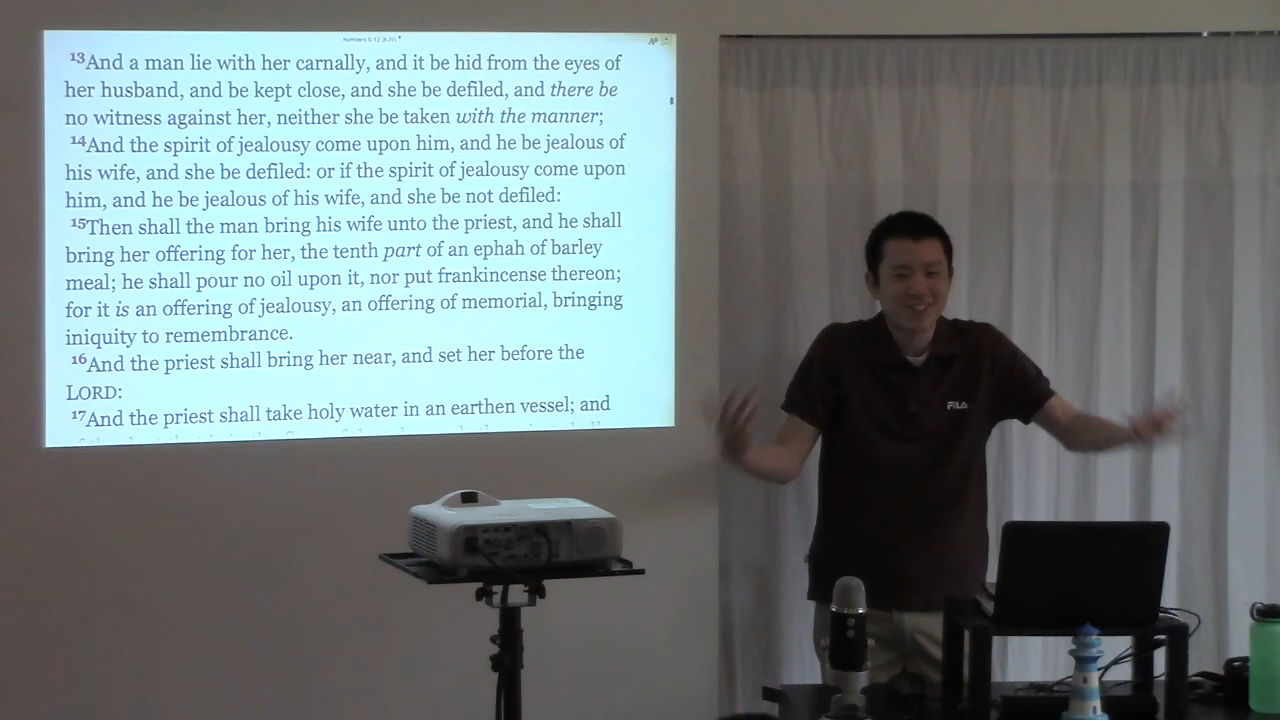 Numbers 5:12 (KJV)
¹³And a man lie with her carnally, and it be hid from the eyes of
her husband, and be kept close, and she be defiled, and there be
no witness against her, neither she be taken with the manner;
¹⁴And the spirit of jealousy come upon him, and he be jealous of
his wife, and she be defiled: or if the spirit of jealousy come upon
him, and he be jealous of his wife, and she be not defiled:
¹⁵Then shall the man bring his wife unto the priest, and he shall
bring her offering for her, the tenth part of an ephah of barley
meal; he shall pour no oil upon it, nor put frankincense thereon;
for it is an offering of jealousy, an offering of memorial, bringing
iniquity to remembrance.
¹⁶And the priest shall bring her near, and set her before the
LORD:
¹⁷And the priest shall take holy water in an earthen vessel; and
FILA